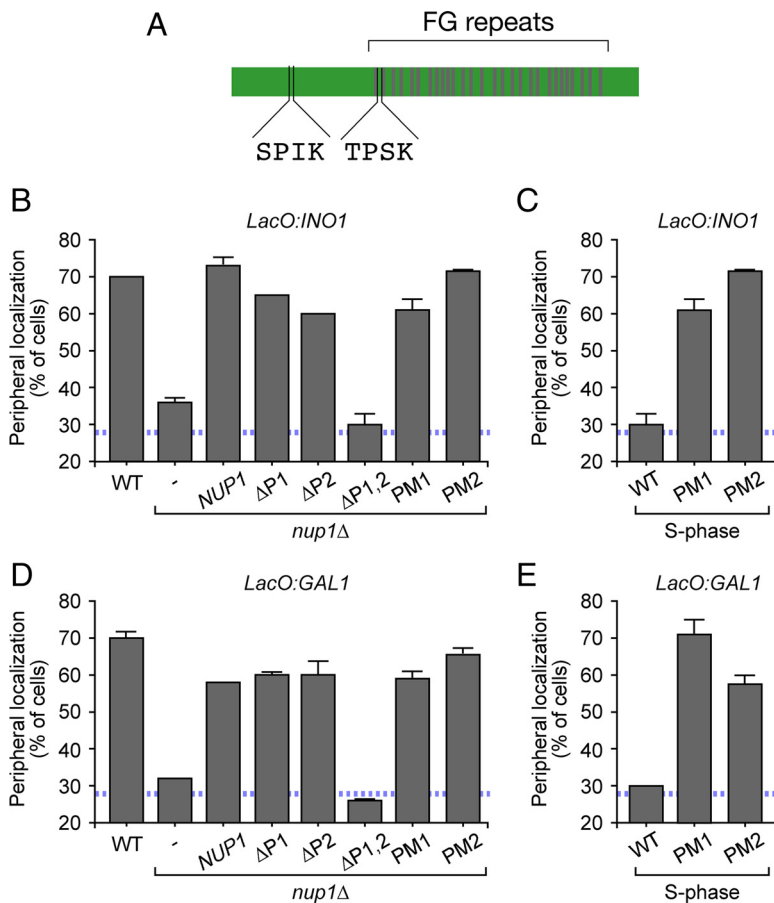 A
FG repeats
SPIK TPSK
B
LacO:INO1
Peripheral localization
(% of cells)
80
70
60
50
40
30
20
WT - NUP1 ΔP1 ΔP2 ΔP1,2 PM1 PM2
nup1Δ
C
LacO:INO1
Peripheral localization
(% of cells)
80
70
60
50
40
30
20
WT PM1 PM2
S-phase
D
LacO:GAL1
Peripheral localization
(% of cells)
80
70
60
50
40
30
20
WT - NUP1 ΔP1 ΔP2 ΔP1,2 PM1 PM2
nup1Δ
E
LacO:GAL1
Peripheral localization
(% of cells)
80
70
60
50
40
30
20
WT PM1 PM2
S-phase